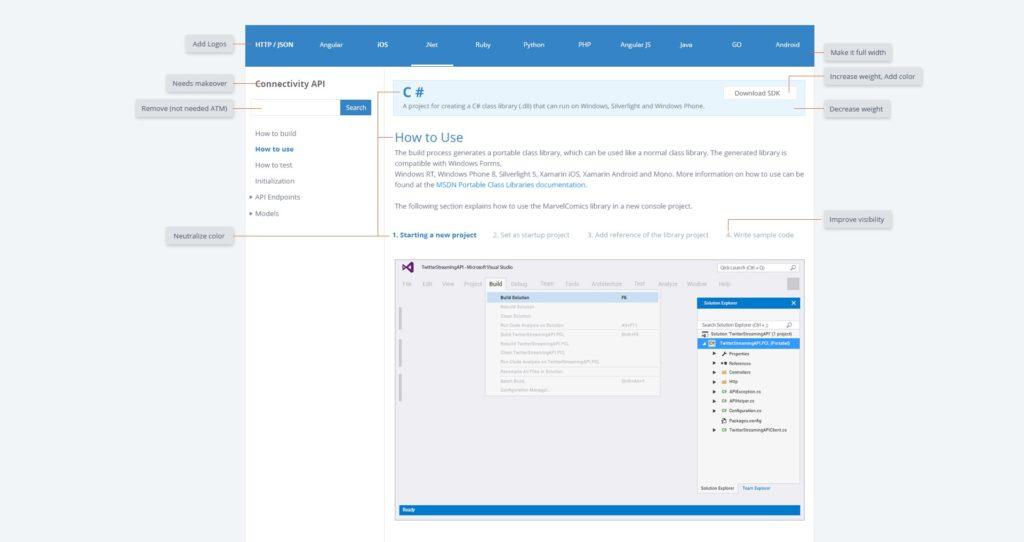 Add Logos
HTTP / JSON Angular iOS .Net Ruby Python PHP Angular JS Java GO Android
Make it full width
Needs makeover
Connectivity API
Increase weight, Add color
C #
Download SDK
A project for creating a C# class library (.dll) that can run on Windows, Silverlight and Windows Phone.
Decrease weight
Remove (not needed ATM)
Search
How to build
How to use
How to test
Initialization
API Endpoints
Models
How to Use
The build process generates a portable class library, which can be used like a normal class library. The generated library is
compatible with Windows Forms,
Windows RT, Windows Phone 8, Silverlight 5, Xamarin iOS, Xamarin Android and Mono. More information on how to use can be
found at the MSDN Portable Class Libraries documentation.
The following section explains how to use the MarvelComics library in a new console project.
Improve visibility
Neutralize color
1. Starting a new project 2. Set as startup project 3. Add reference of the library project 4. Write sample code
TwitterStreamingAPI - Microsoft Visual Studio
Qick Launch (Ctrl + Q)
File Edit View Project Build Debug Team Tools Architecture Test Analyze Window Help
Build Solution F6
Rebuild Solution
Clean Solution
Run Code Analysis on Solution Alt+F11
Build TwitterStreamingAPI.PCL Shift+F6
Rebuild TwitterStreamingAPI.PCL
Clean TwitterStreamingAPI.PCL
Run Code Analysis on TwitterStreamingAPI.PCL
Recompile All Files in Solution
Batch Build..
Configuration Manager..
Solution Explorer
Search Solution Explorer (Ctrl + ;)
Solution 'TwitterStreamingAPI' (1 project)
TwitterStreamingAPI.PCL (Portabel)
Properties
References
Controllers
Http
APIException.cs
APIHelper.cs
Configuration.cs
Packages.config
TwitterStreamingAPIClient.cs
Solution Explorer Team Explorer
Ready